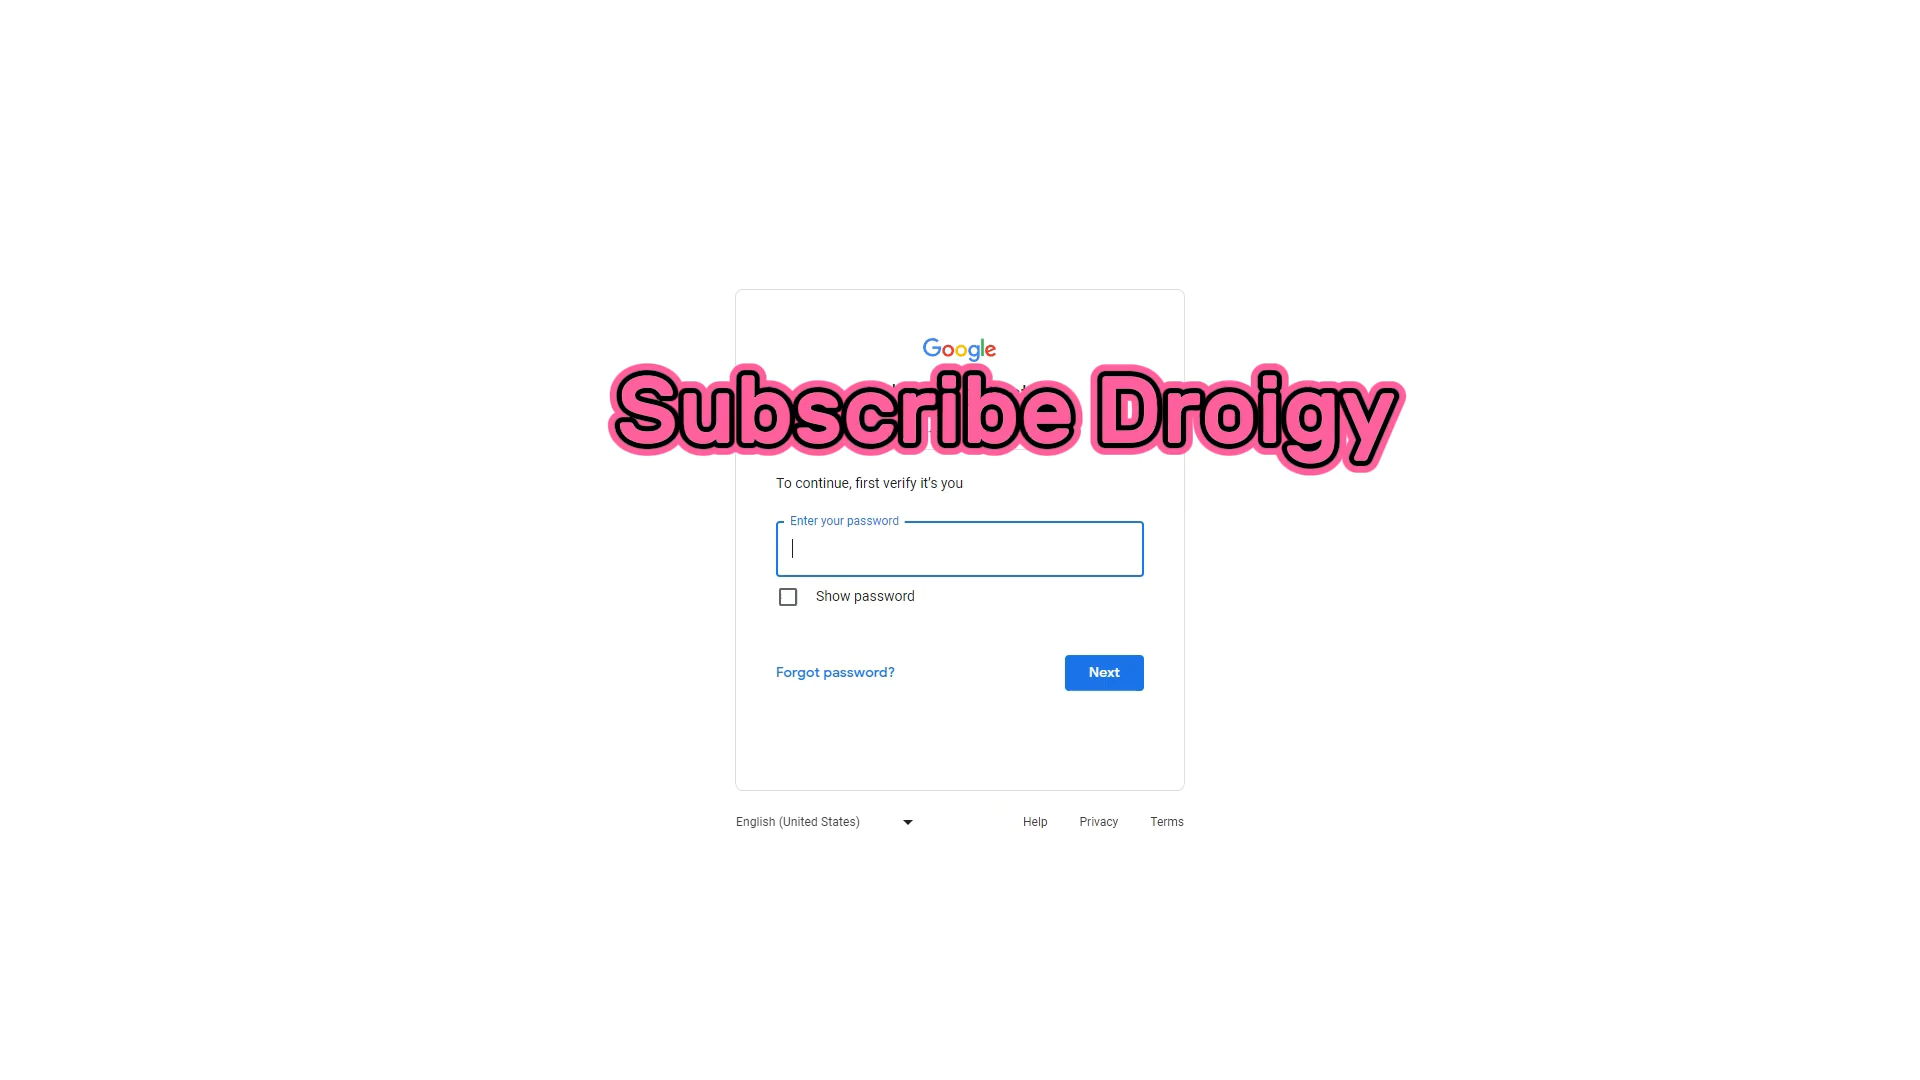 Google
Subscribe Droigy
To continue, first verify it’s you
Enter your password
Show password
Forgot password?
Next
English (United States)
Help
Privacy
Terms